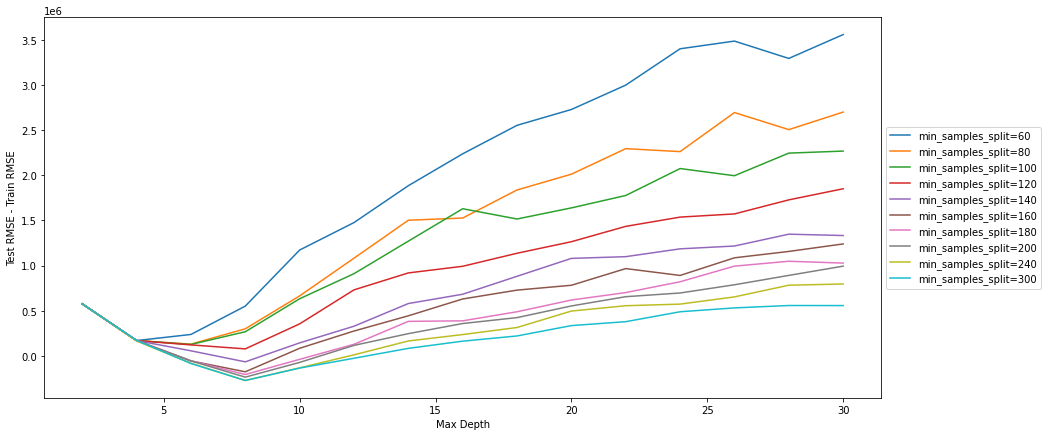 1e6
3.5
3.0
2.5
2.0
1.5
1.0
0.5
0.0
Test RMSE - Train RMSE
5
10
15
20
25
30
Max Depth
min_samples_split=60
min_samples_split=80
min_samples_split=100
min_samples_split=120
min_samples_split=140
min_samples_split=160
min_samples_split=180
min_samples_split=200
min_samples_split=240
min_samples_split=300